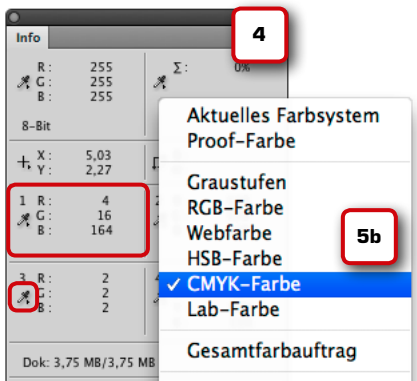 Info
4
R: 255
G: 255
B: 255
Σ: 0%
8-Bit
X: 5,03
Y: 2,27
1 R: 4
G: 16
B: 164
2
3 R: 2
G: 2
B: 2
Dok: 3,75 MB/3,75 MB
Aktuelles Farbsystem
Proof-Farbe
Graustufen
RGB-Farbe
Webfarbe
HSB-Farbe
✓ CMYK-Farbe
Lab-Farbe
Gesamtfarbauftrag
5b